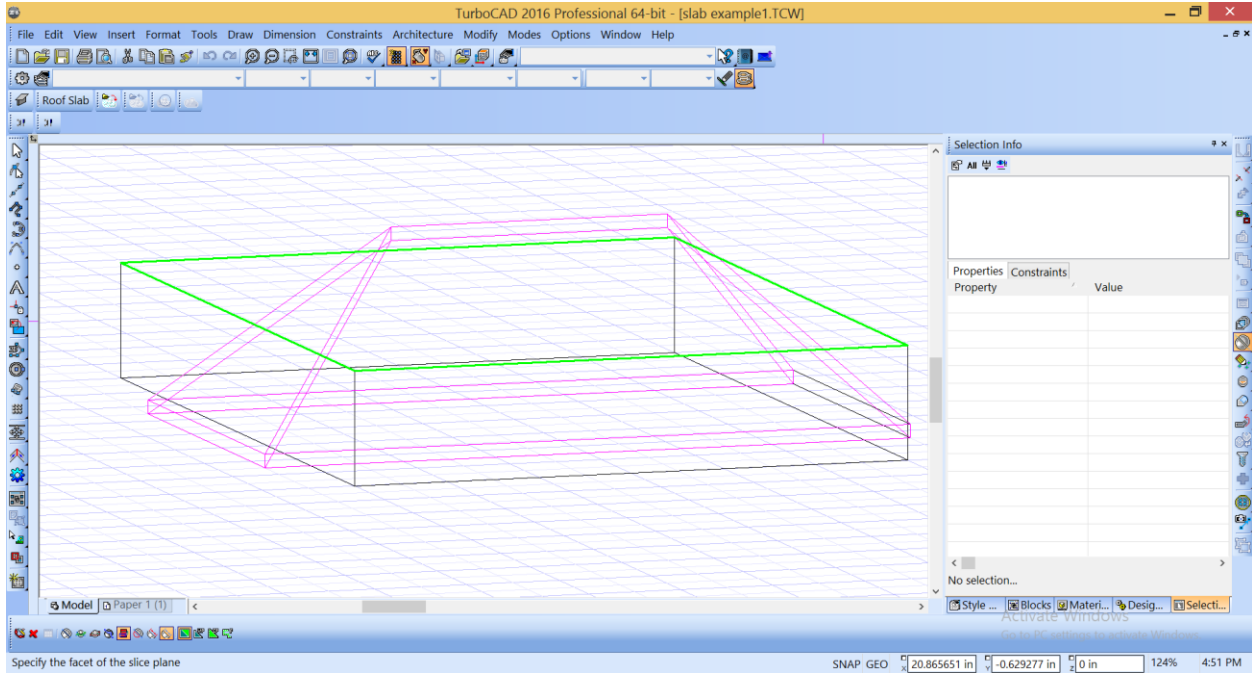 TurboCAD 2016 Professional 64-bit - [slab example1.TCW]
File Edit View Insert Format Tools Draw Dimension Constraints Architecture Modify Modes Options Window Help
Roof Slab
Selection Info
All
Properties Constraints
Property Value
No selection...
Model Paper 1 (1)
Style ... Blocks Materi... Desig... Selecti...
Activate Windows
Go to PC settings to activate Windows.
Specify the facet of the slice plane
SNAP GEO X 20.865651 in Y -0.629277 in Z 0 in 124% 4:51 PM